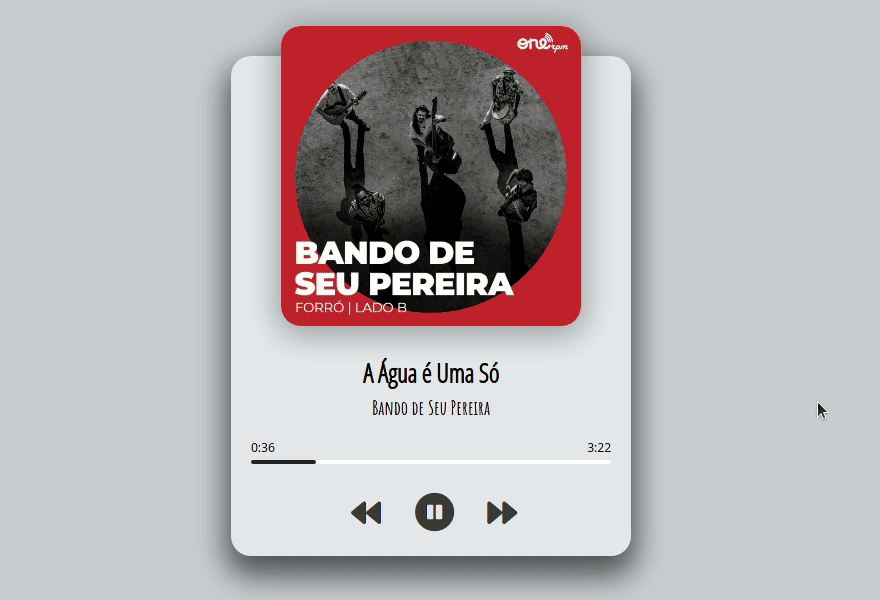 one rpm
BANDO DE
SEU PEREIRA
FORRÓ | LADO B
A Água é Uma Só
Bando de Seu Pereira
0:36 3:22